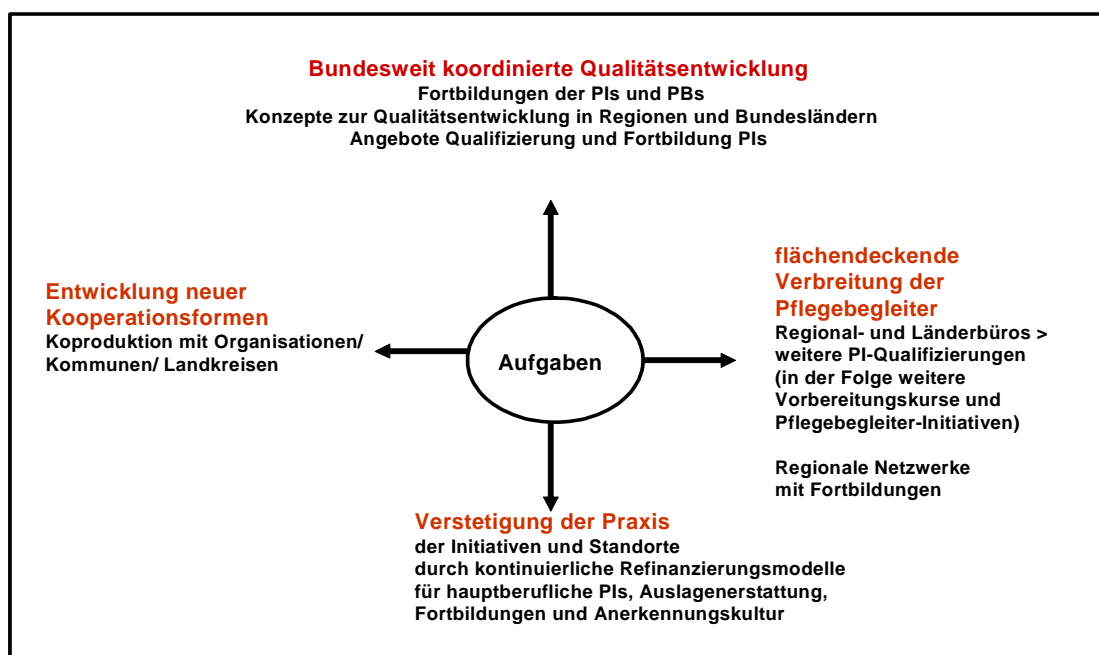 Bundesweit koordinierte Qualitätsentwicklung
Fortbildungen der PIs und PBs
Konzepte zur Qualitätsentwicklung in Regionen und Bundesländern
Angebote Qualifizierung und Fortbildung PIs
Entwicklung neuer
Kooperationsformen
Koproduktion mit Organisationen/
Kommunen/ Landkreisen
Aufgaben
flächendeckende
Verbreitung der
Pflegebegleiter
Regional- und Länderbüros >
weitere PI-Qualifizierungen
(in der Folge weitere
Vorbereitungskurse und
Pflegebegleiter-Initiativen)
Regionale Netzwerke
mit Fortbildungen
Verstetigung der Praxis
der Initiativen und Standorte
durch kontinuierliche Refinanzierungsmodelle
für hauptberufliche PIs, Auslagenerstattung,
Fortbildungen und Anerkennungskultur